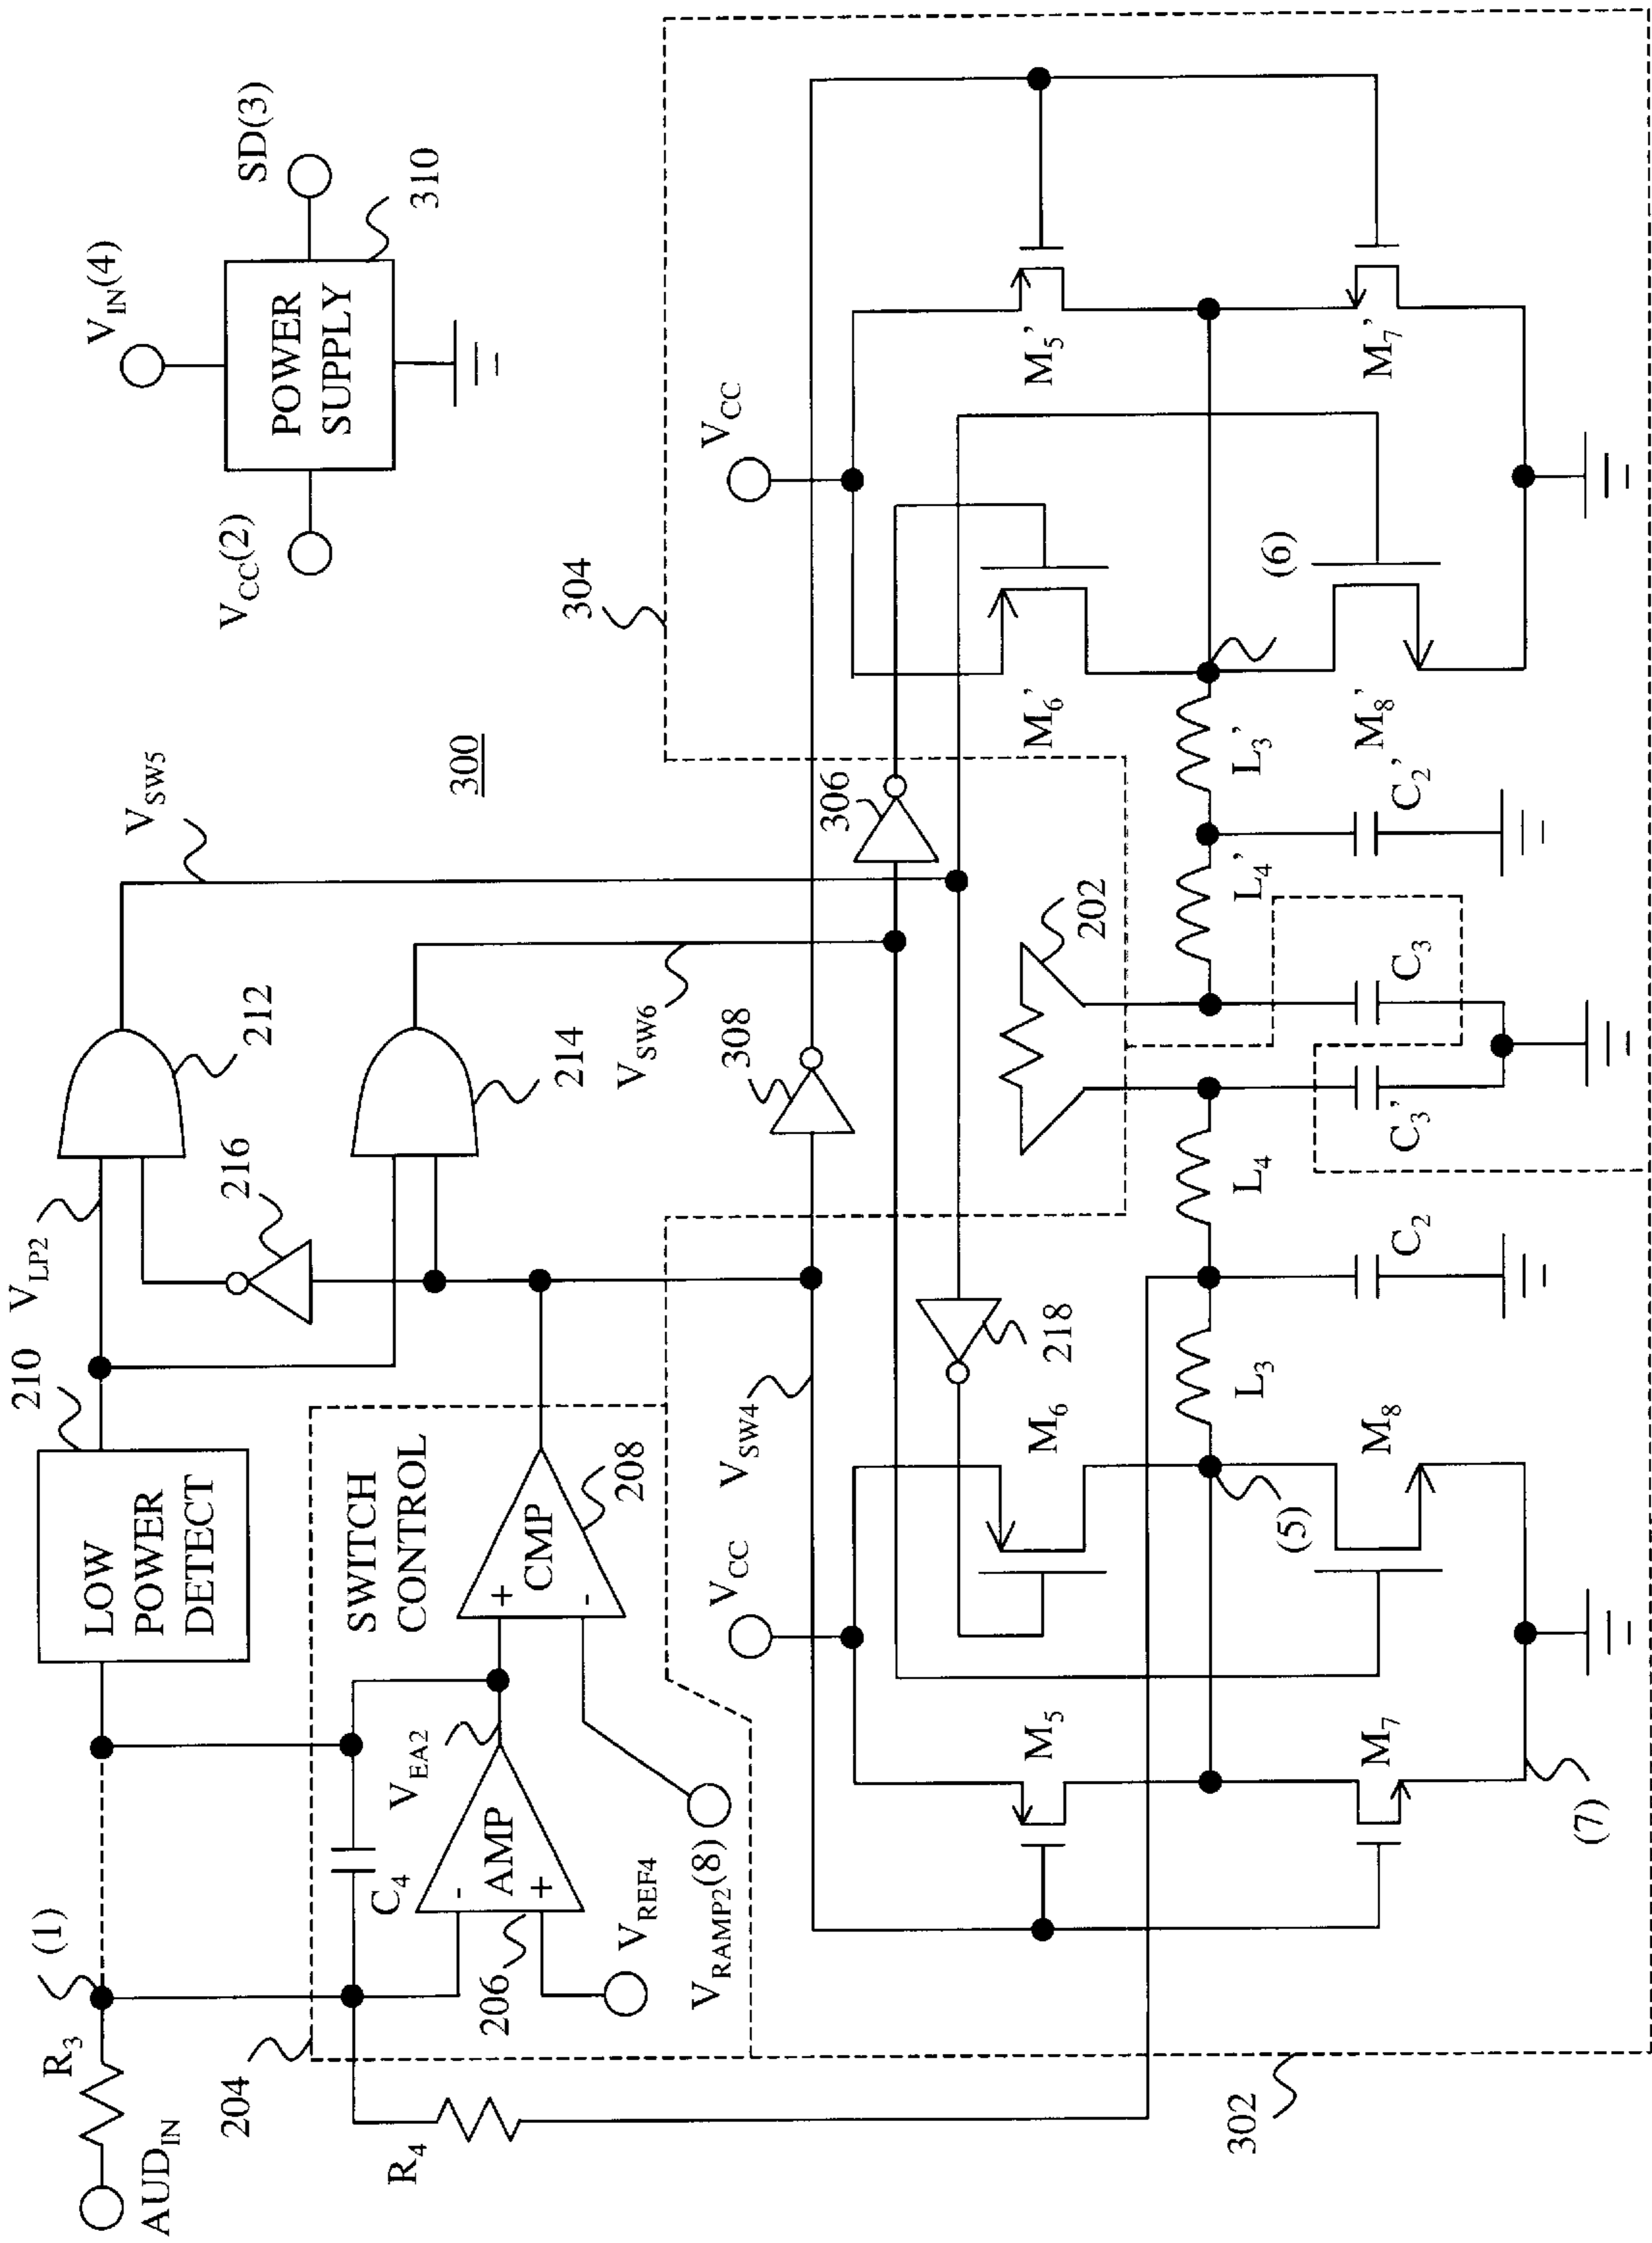 AUD_IN
R_3
(1)
LOW
POWER
DETECT
210
V_LP2
216
212
V_SW5
300
V_CC(2)
V_IN(4)
SD(3)
POWER
SUPPLY
310
204
R_4
C_4
206
AMP
-
+
V_EA2
V_REF4
V_RAMP2(8)
SWITCH
CONTROL
+
CMP
-
208
214
V_SW6
308
306
304
V_SW4
V_CC
M_5
M_6
218
202
M_6'
V_CC
M_5'
M_7
(5)
M_8
L_3
C_2
L_4
C_3'
C_3
L_4'
C_2'
L_3'
M_8'
(6)
M_7'
(7)
302